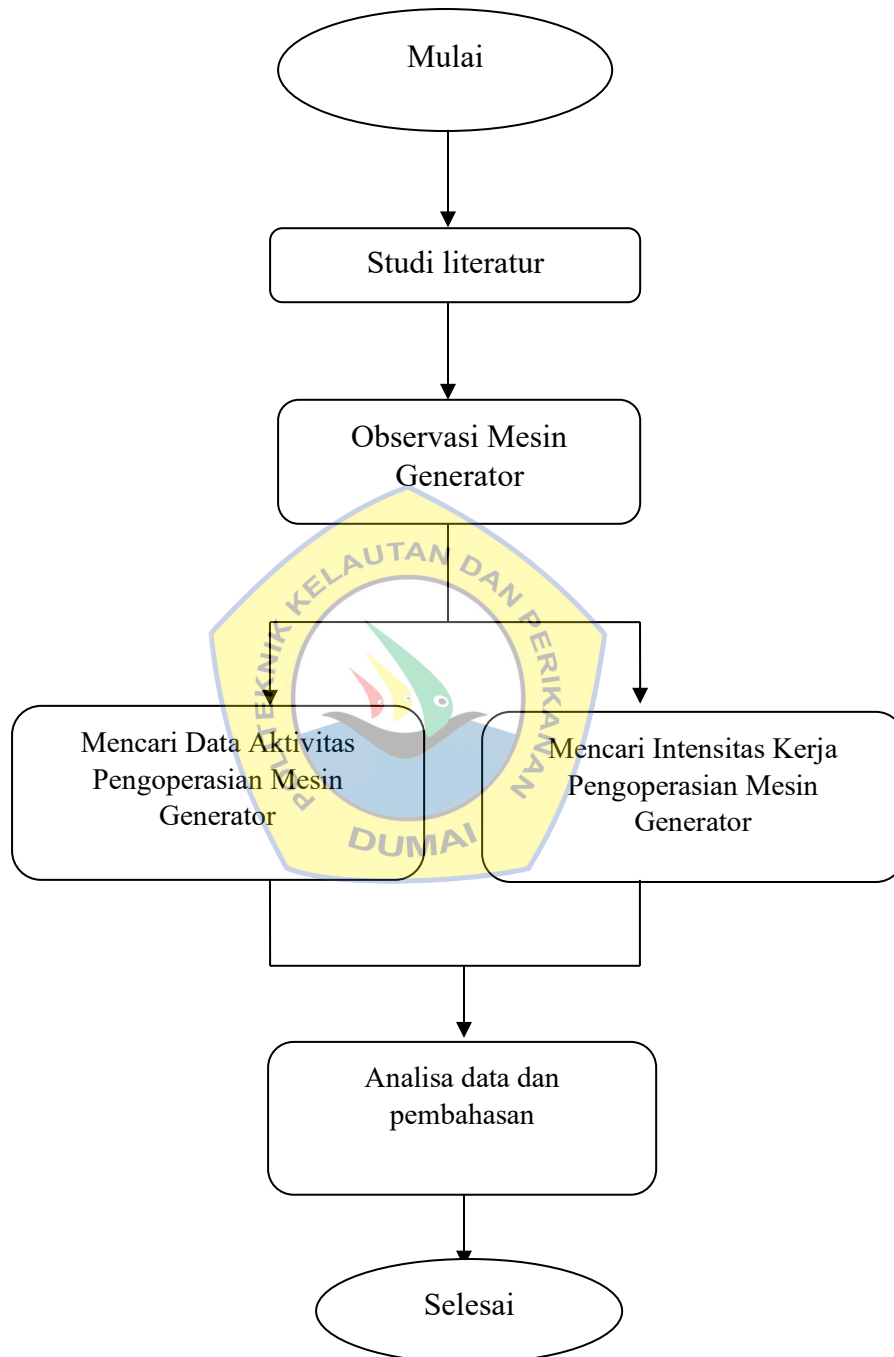 Mulai
Studi literatur
Observasi Mesin
Generator
POLITEKNIK KELAUTAN DAN PERIKANAN
DUMAI
Mencari Data Aktivitas
Pengoperasian Mesin
Generator
Mencari Intensitas Kerja
Pengoperasian Mesin
Generator
Analisa data dan
pembahasan
Selesai